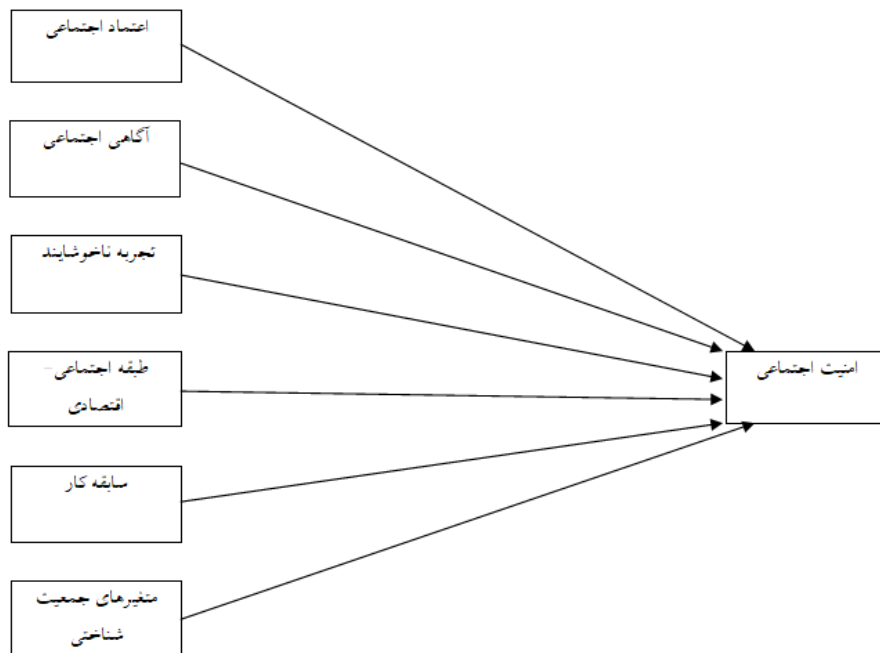 اعتماد اجتماعی
آگاهی اجتماعی
تجربه ناخوشایند
طبقه اجتماعی-
اقتصادی
امنیت اجتماعی
سابقه کار
متغیرهای جمعیت
شناختی